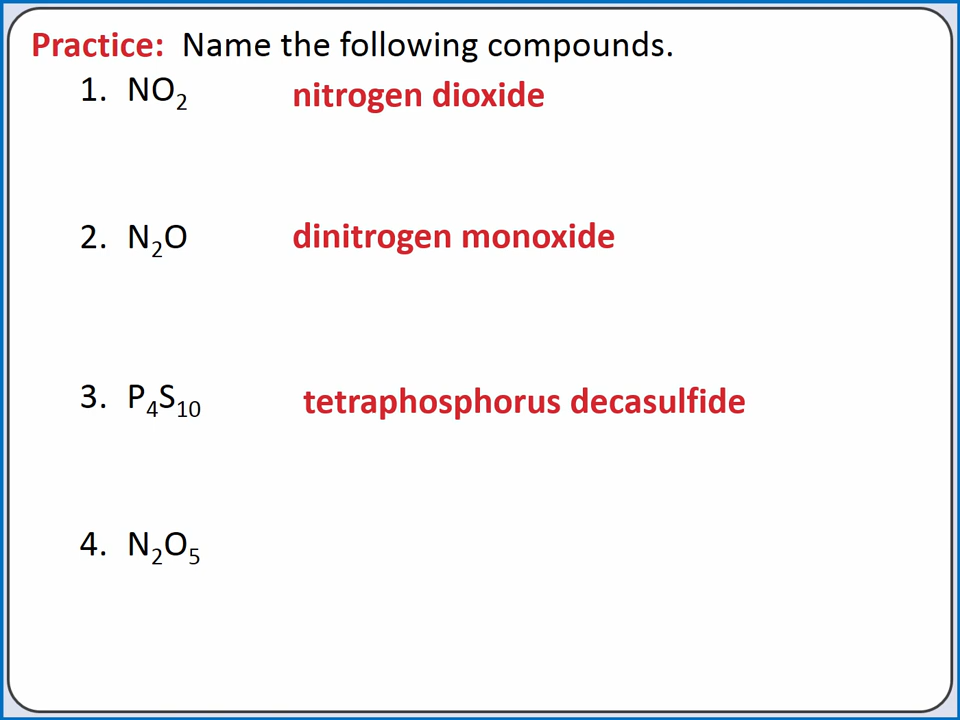 Practice: Name the following compounds.
1. NO₂ nitrogen dioxide
2. N₂O dinitrogen monoxide
3. P₄S₁₀ tetraphosphorus decasulfide
4. N₂O₅